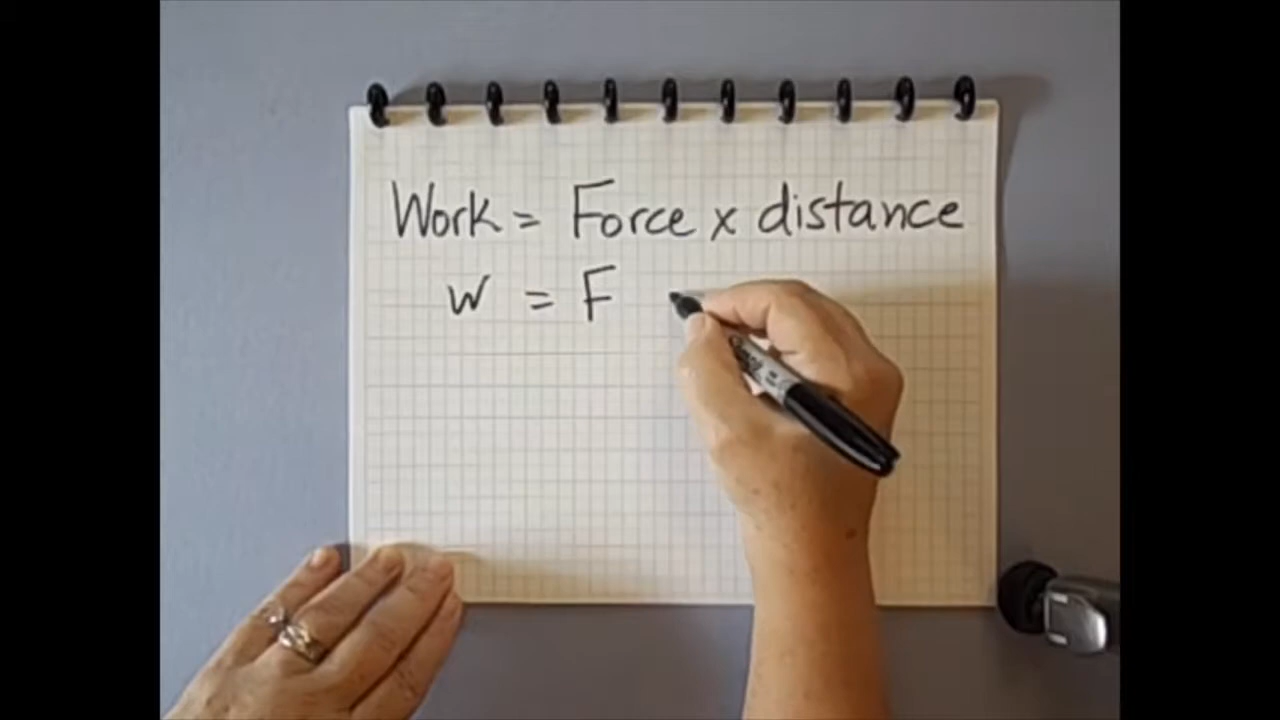 Work = Force x distance
w = F